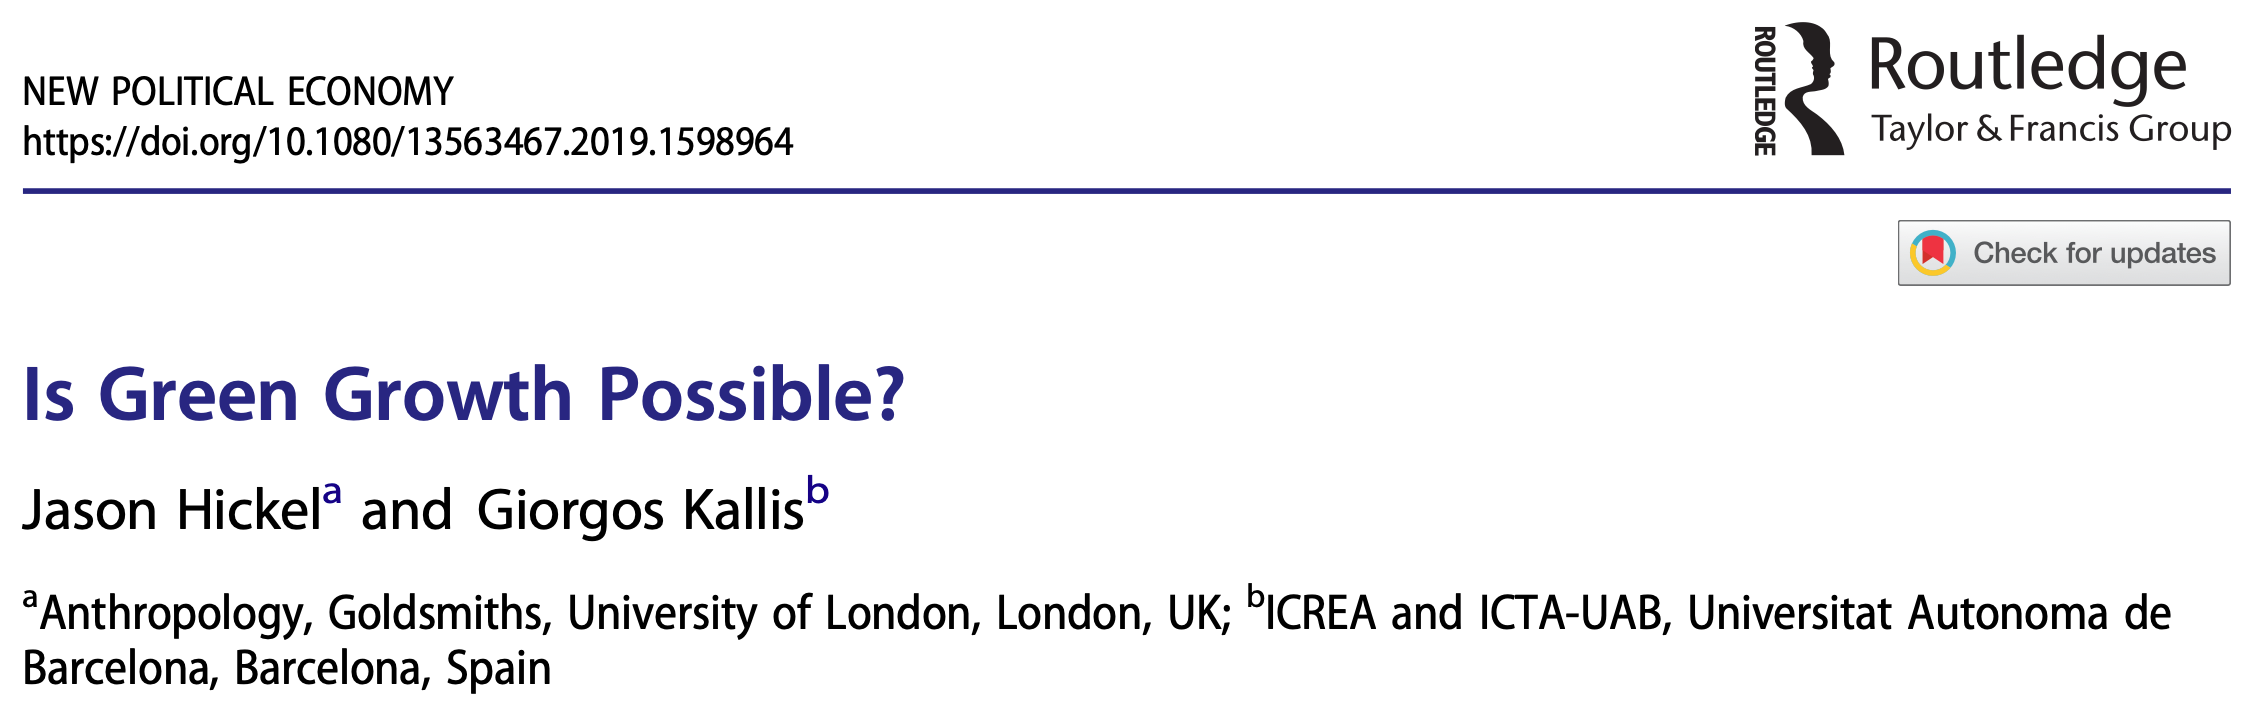 NEW POLITICAL ECONOMY
https://doi.org/10.1080/13563467.2019.1598964
ROUTLEDGE
Routledge
Taylor & Francis Group
Check for updates
Is Green Growth Possible?
Jason Hickelᵃ and Giorgos Kallisᵇ
ᵃAnthropology, Goldsmiths, University of London, London, UK; ᵇICREA and ICTA-UAB, Universitat Autonoma de
Barcelona, Barcelona, Spain